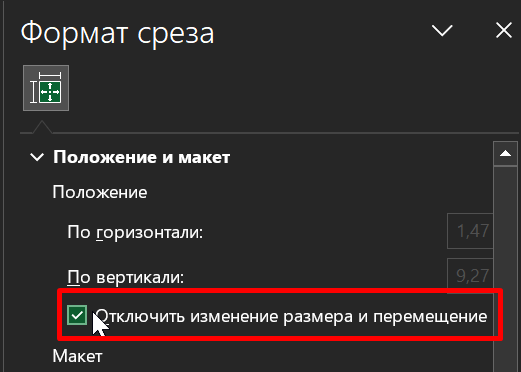 Формат среза
Положение и макет
Положение
По горизонтали: 1,47
По вертикали: 9,27
Отключить изменение размера и перемещение
Макет